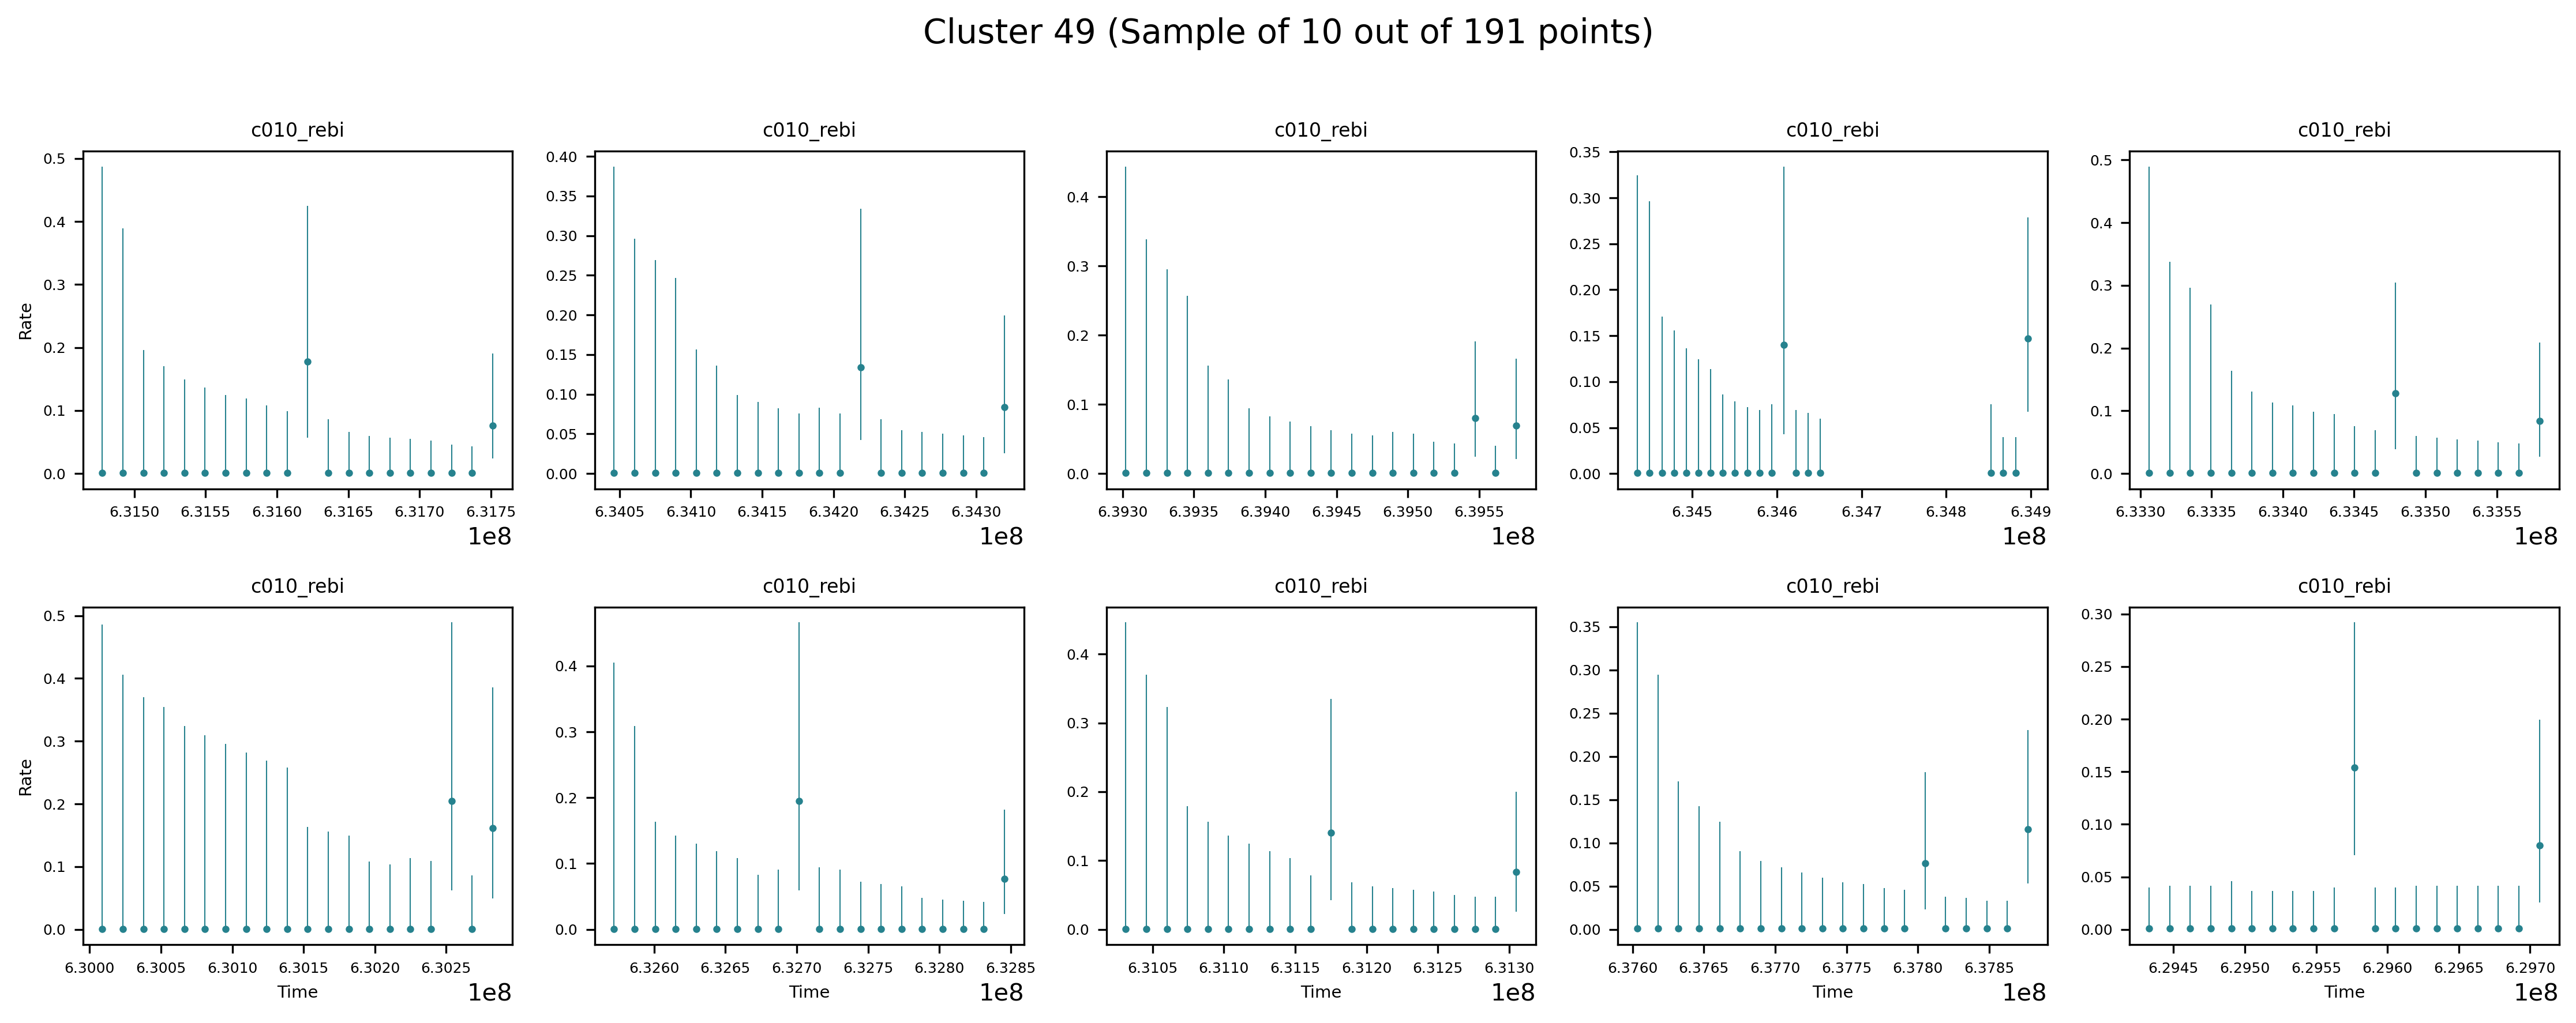 Cluster 49 (Sample of 10 out of 191 points)
c010_rebi c010_rebi c010_rebi c010_rebi c010_rebi
Rate
0.5 0.4 0.3 0.2 0.1 0.0
6.3150 6.3155 6.3160 6.3165 6.3170 6.3175
1e8
0.40 0.35 0.30 0.25 0.20 0.15 0.10 0.05 0.00
6.3405 6.3410 6.3415 6.3420 6.3425 6.3430
1e8
0.4 0.3 0.2 0.1 0.0
6.3930 6.3935 6.3940 6.3945 6.3950 6.3955
1e8
0.35 0.30 0.25 0.20 0.15 0.10 0.05 0.00
6.345 6.346 6.347 6.348 6.349
1e8
0.5 0.4 0.3 0.2 0.1 0.0
6.3330 6.3335 6.3340 6.3345 6.3350 6.3355
1e8
c010_rebi c010_rebi c010_rebi c010_rebi c010_rebi
Rate
0.5 0.4 0.3 0.2 0.1 0.0
6.3000 6.3005 6.3010 6.3015 6.3020 6.3025
Time 1e8
0.4 0.3 0.2 0.1 0.0
6.3260 6.3265 6.3270 6.3275 6.3280 6.3285
Time 1e8
0.4 0.3 0.2 0.1 0.0
6.3105 6.3110 6.3115 6.3120 6.3125 6.3130
Time 1e8
0.35 0.30 0.25 0.20 0.15 0.10 0.05 0.00
6.3760 6.3765 6.3770 6.3775 6.3780 6.3785
Time 1e8
0.30 0.25 0.20 0.15 0.10 0.05 0.00
6.2945 6.2950 6.2955 6.2960 6.2965 6.2970
Time 1e8